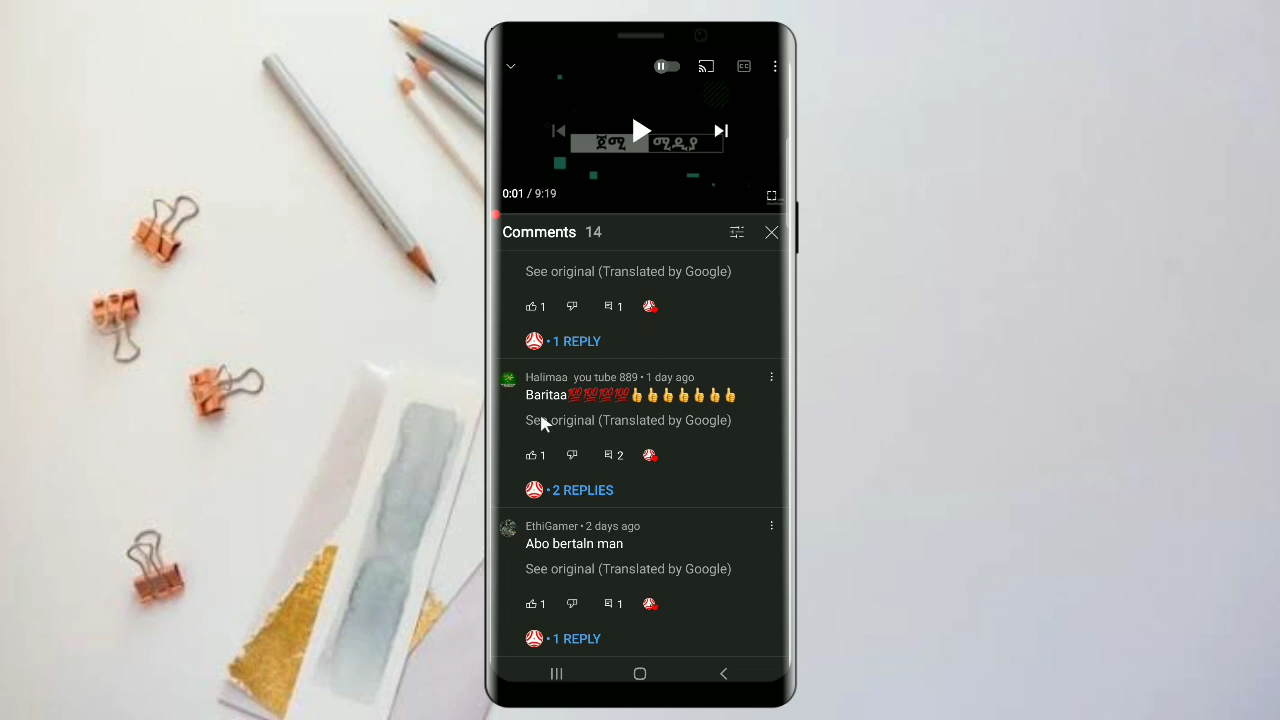 ጀሚ ሚዲያ
0:01 / 9:19
Comments 14
See original (Translated by Google)
1 1
1 REPLY
Halimaa you tube 889 • 1 day ago
Baritaa💯💯💯💯👍👍👍👍👍👍👍
See original (Translated by Google)
1 2
2 REPLIES
EthiGamer • 2 days ago
Abo bertaln man
See original (Translated by Google)
1 1
1 REPLY